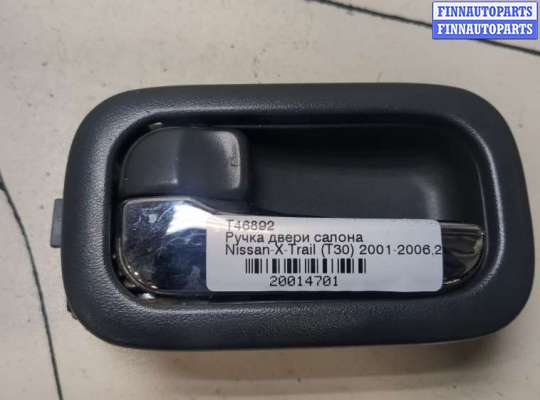 FINNAUTOPARTS
FINNAUTOPARTS
T46892
Ручка двери салона
Nissan-X-Trail (T30) 2001-2006,2
20014701